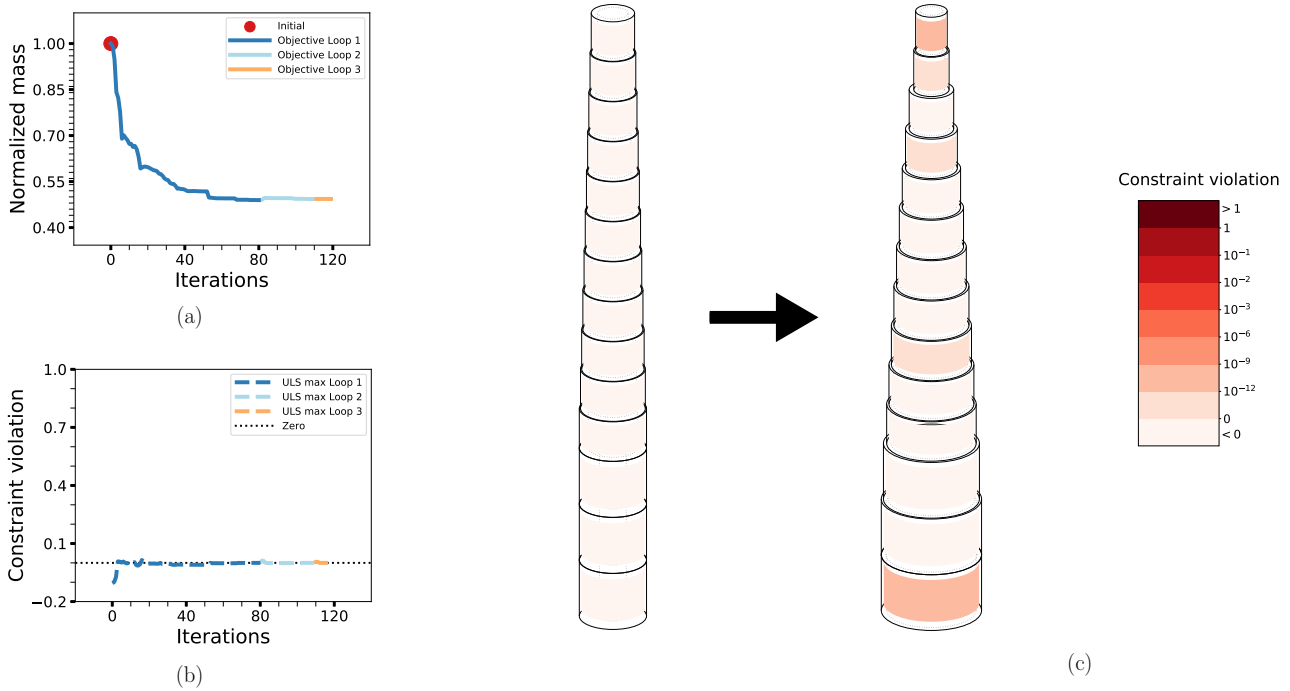 Normalized mass
1.00
0.85
0.70
0.55
0.40
Initial
Objective Loop 1
Objective Loop 2
Objective Loop 3
0 40 80 120
Iterations
(a)
Constraint violation
1.0
0.7
0.4
0.1
−0.2
ULS max Loop 1
ULS max Loop 2
ULS max Loop 3
Zero
0 40 80 120
Iterations
(b)
Constraint violation
> 1
1
10⁻¹
10⁻²
10⁻³
10⁻⁶
10⁻⁹
10⁻¹²
0
< 0
(c)